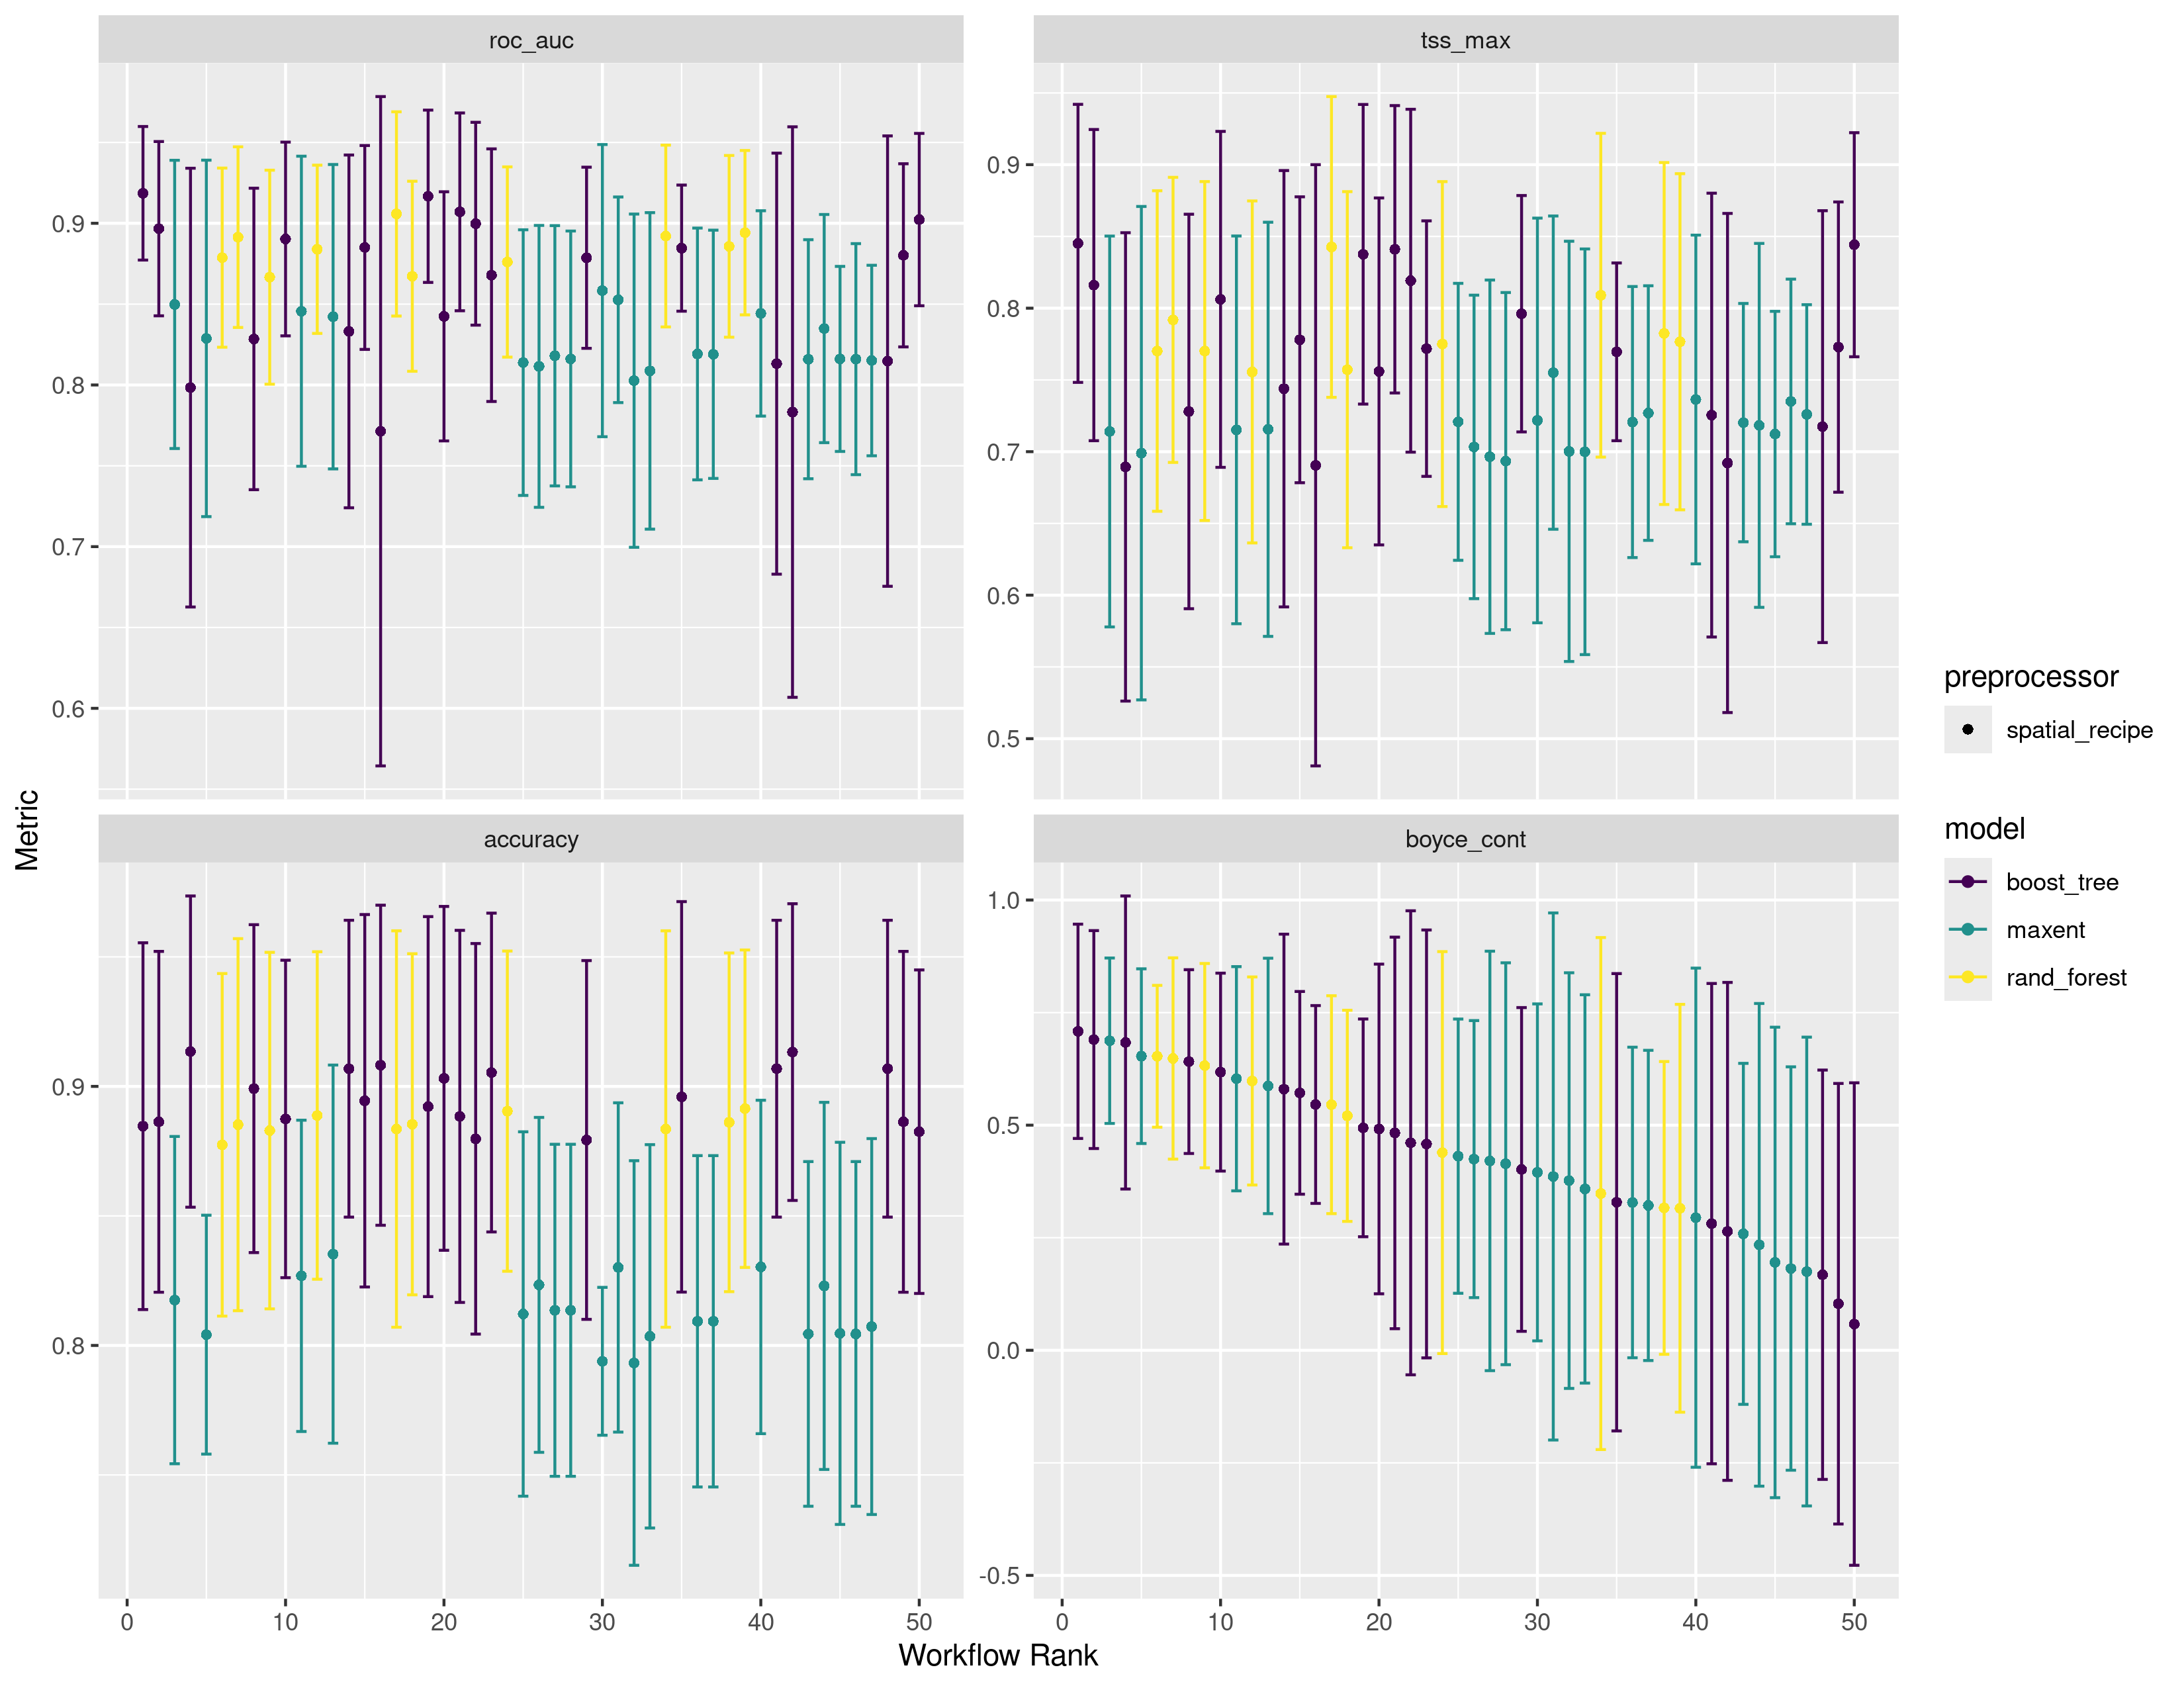 roc_auc
tss_max
0.9
0.8
0.7
0.6
0.9
0.8
0.7
0.6
0.5
accuracy
boyce_cont
0.9
0.8
1.0
0.5
0.0
-0.5
0 10 20 30 40 50
0 10 20 30 40 50
Workflow Rank
Metric
preprocessor
spatial_recipe
model
boost_tree
maxent
rand_forest